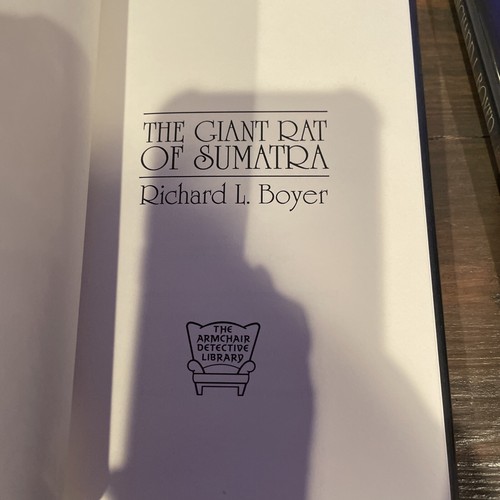 THE GIANT RAT
OF SUMATRA
Richard L. Boyer
THE
ARMCHAIR
DETECTIVE
LIBRARY